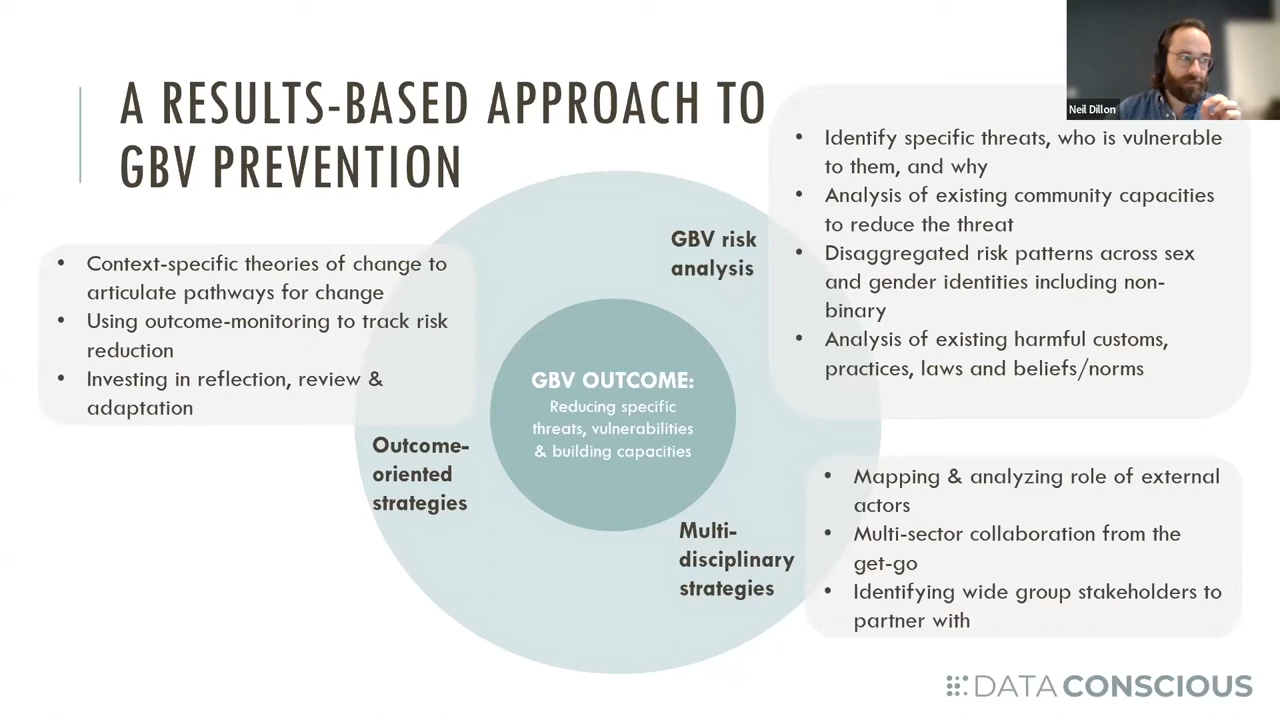 A RESULTS-BASED APPROACH TO
GBV PREVENTION
Neil Dillon
• Identify specific threats, who is vulnerable
to them, and why
• Analysis of existing community capacities
to reduce the threat
• Disaggregated risk patterns across sex
and gender identities including non-
binary
• Analysis of existing harmful customs,
practices, laws and beliefs/norms
GBV risk
analysis
• Context-specific theories of change to
articulate pathways for change
• Using outcome-monitoring to track risk
reduction
• Investing in reflection, review &
adaptation
GBV OUTCOME:
Reducing specific
threats, vulnerabilities
& building capacities
Outcome-
oriented
strategies
Multi-
disciplinary
strategies
• Mapping & analyzing role of external
actors
• Multi-sector collaboration from the
get-go
• Identifying wide group stakeholders to
partner with
DATA CONSCIOUS